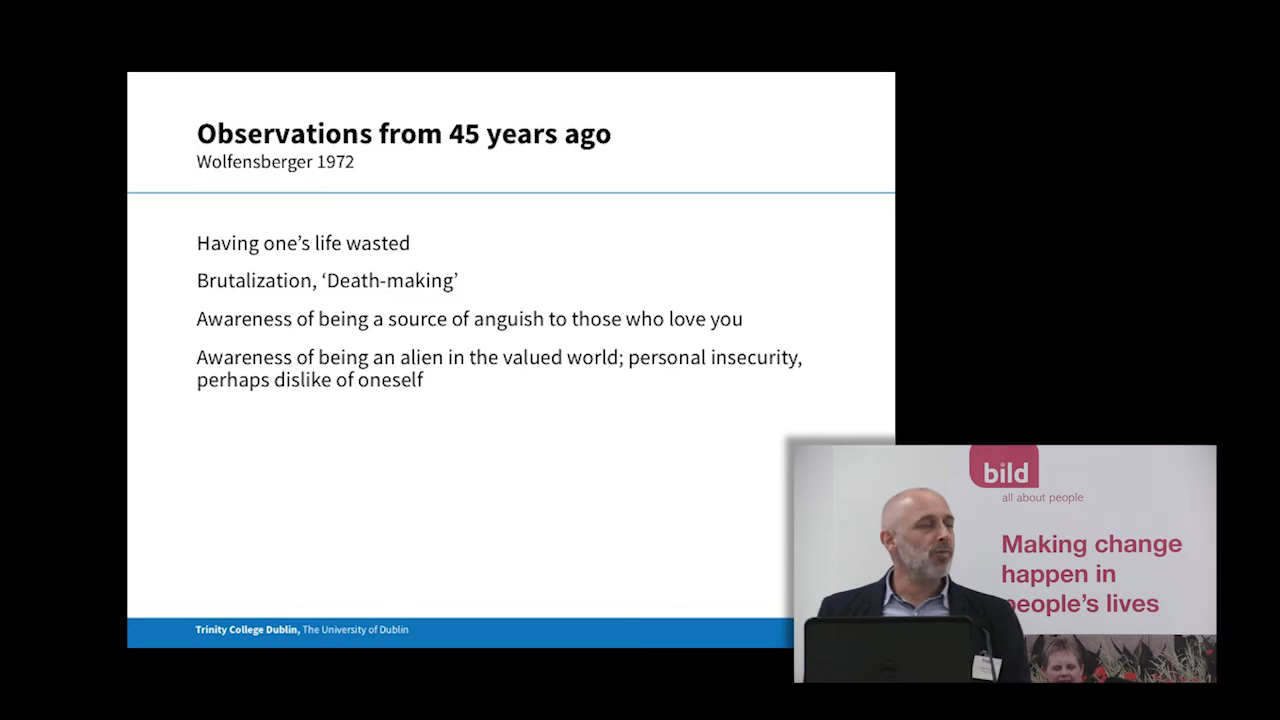 Observations from 45 years ago
Wolfensberger 1972
Having one’s life wasted
Brutalization, ‘Death-making’
Awareness of being a source of anguish to those who love you
Awareness of being an alien in the valued world; personal insecurity,
perhaps dislike of oneself
Trinity College Dublin, The University of Dublin
bild
all about people
Making change
happen in
people’s lives